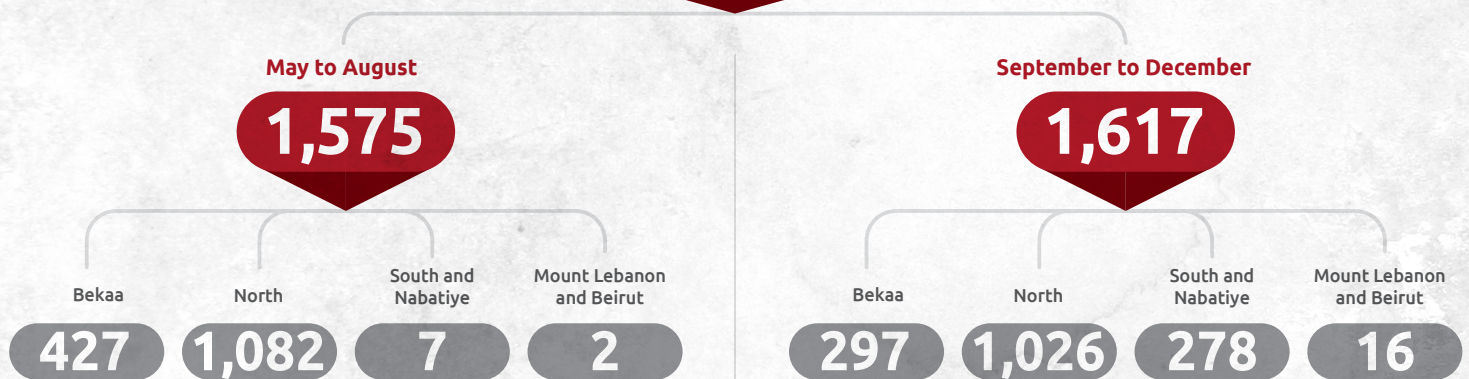 May to August
1,575
Bekaa
427
North
1,082
South and
Nabatiye
7
Mount Lebanon
and Beirut
2
September to December
1,617
Bekaa
297
North
1,026
South and
Nabatiye
278
Mount Lebanon
and Beirut
16